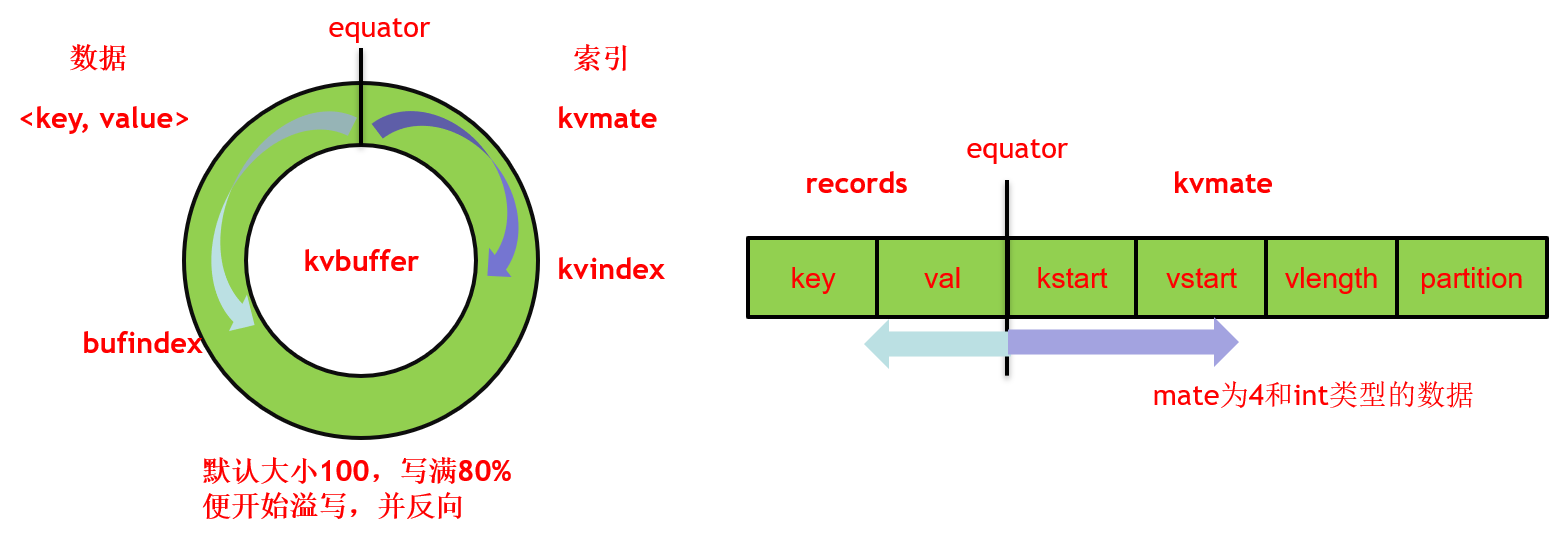 equator
数据
索引
<key, value>
kvmate
kvbuffer
kvindex
bufindex
默认大小100，写满80%
便开始溢写，并反向
equator
records
kvmate
key
val
kstart
vstart
vlength
partition
mate为4和int类型的数据